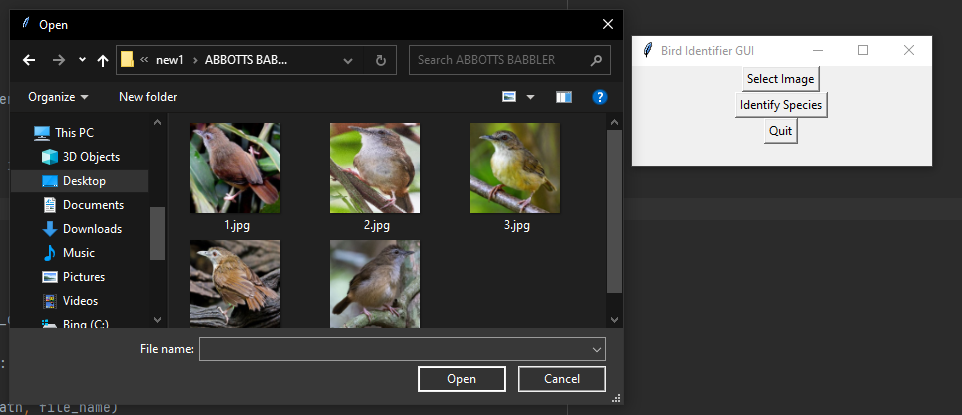 Open
new1
ABBOTTS BAB...
Search ABBOTTS BABBLER
Organize
New folder
This PC
3D Objects
Desktop
Documents
Downloads
Music
Pictures
Videos
Bing (C:)
1.jpg
2.jpg
3.jpg
File name:
Open
Cancel
Bird Identifier GUI
Select Image
Identify Species
Quit
ath, file_name)